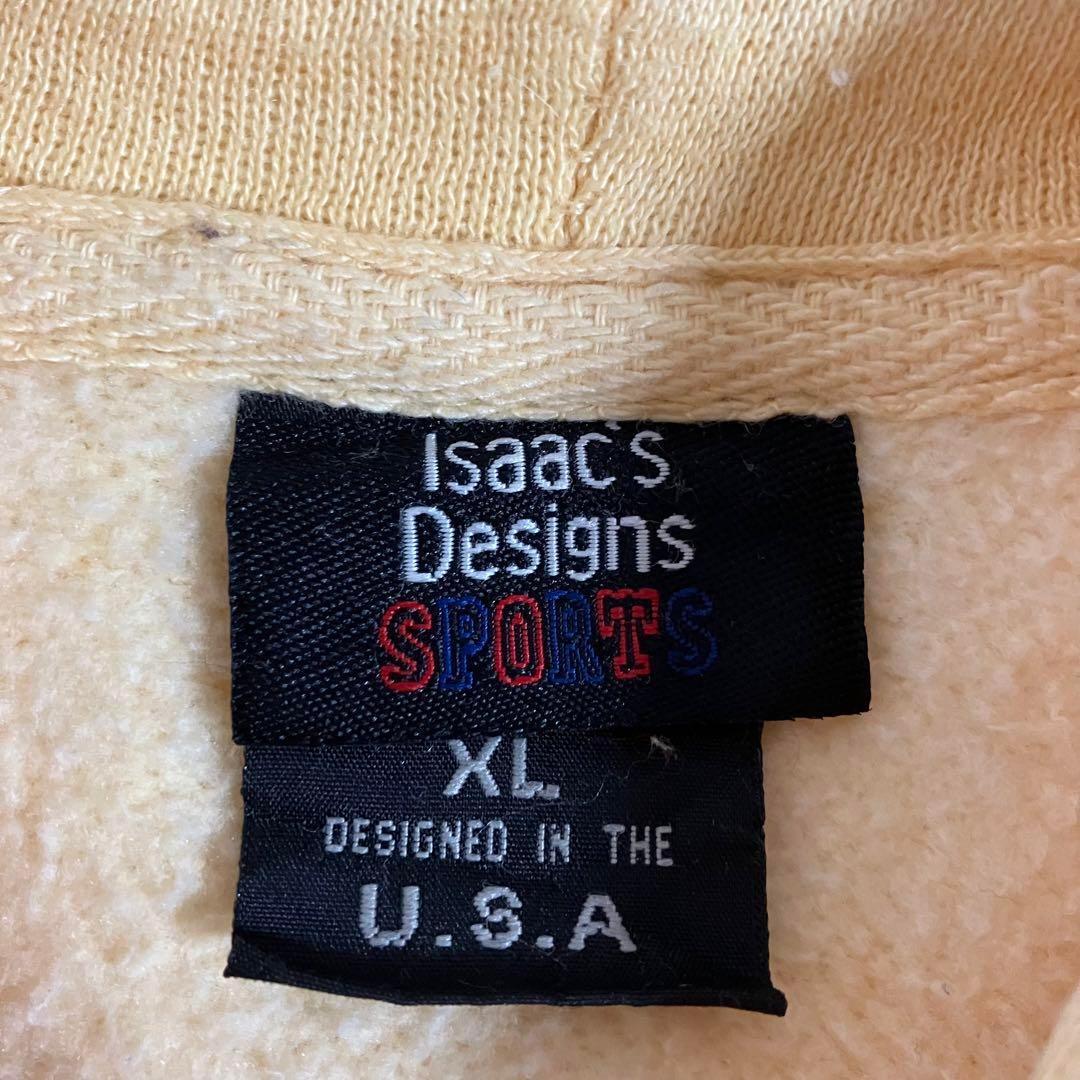 Isaac's
Designs
SPORTS
XL.
DESIGNED IN THE
U.S.A